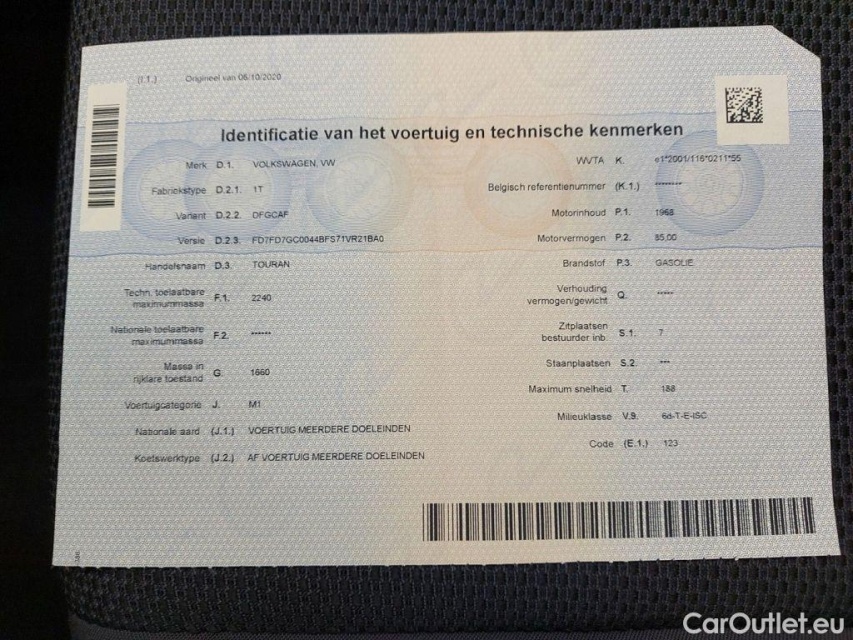 (I.1.) Origineel van 06/10/2020
Identificatie van het voertuig en technische kenmerken
Merk D.1. VOLKSWAGEN, VW
Fabriekstype D.2.1. 1T
Variant D.2.2. DFGCAF
Versie D.2.3. FD7FD7GC0044BFS71VR21BA0
Handelsnaam D.3. TOURAN
Techn. toelaatbare
maximummassa F.1. 2240
Nationale toelaatbare
maximummassa F.2. ******
Massa in
rijklare toestand G. 1660
Voertuigcategorie J. M1
Nationale aard (J.1.) VOERTUIG MEERDERE DOELEINDEN
Koetswerktype (J.2.) AF VOERTUIG MEERDERE DOELEINDEN
WVTA K. e1*2001/116*0211*55
Belgisch referentienummer (K.1.) ********
Motorinhoud P.1. 1968
Motorvermogen P.2. 85,00
Brandstof P.3. GASOLIE
Verhouding
vermogen/gewicht Q. *****
Zitplaatsen
bestuurder inb. S.1. 7
Staanplaatsen S.2. ***
Maximum snelheid T. 188
Milieuklasse V.9. 6d-T-E-ISC
Code (E.1.) 123
CarOutlet.eu